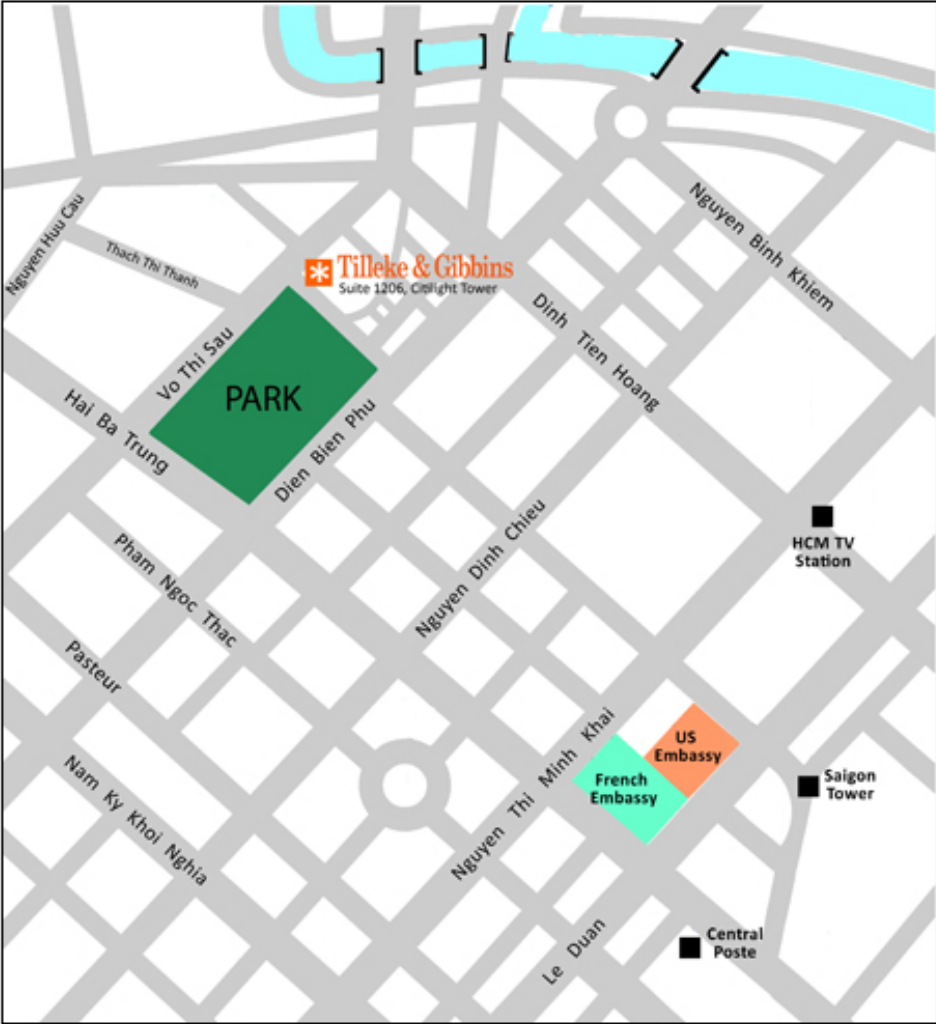 Nguyen Huu Cau
Thach Thi Thanh
Nguyen Binh Khiem
Tilleke & Gibbins
Suite 1206, Citilight Tower
Vo Thi Sau
PARK
Dinh Tien Hoang
Hai Ba Trung
Dien Bien Phu
Nguyen Dinh Chieu
HCM TV
Station
Pham Ngoc Thac
Pasteur
Nguyen Thi Minh Khai
US
Embassy
French
Embassy
Saigon
Tower
Nam Ky Khoi Nghia
Le Duan
Central
Poste